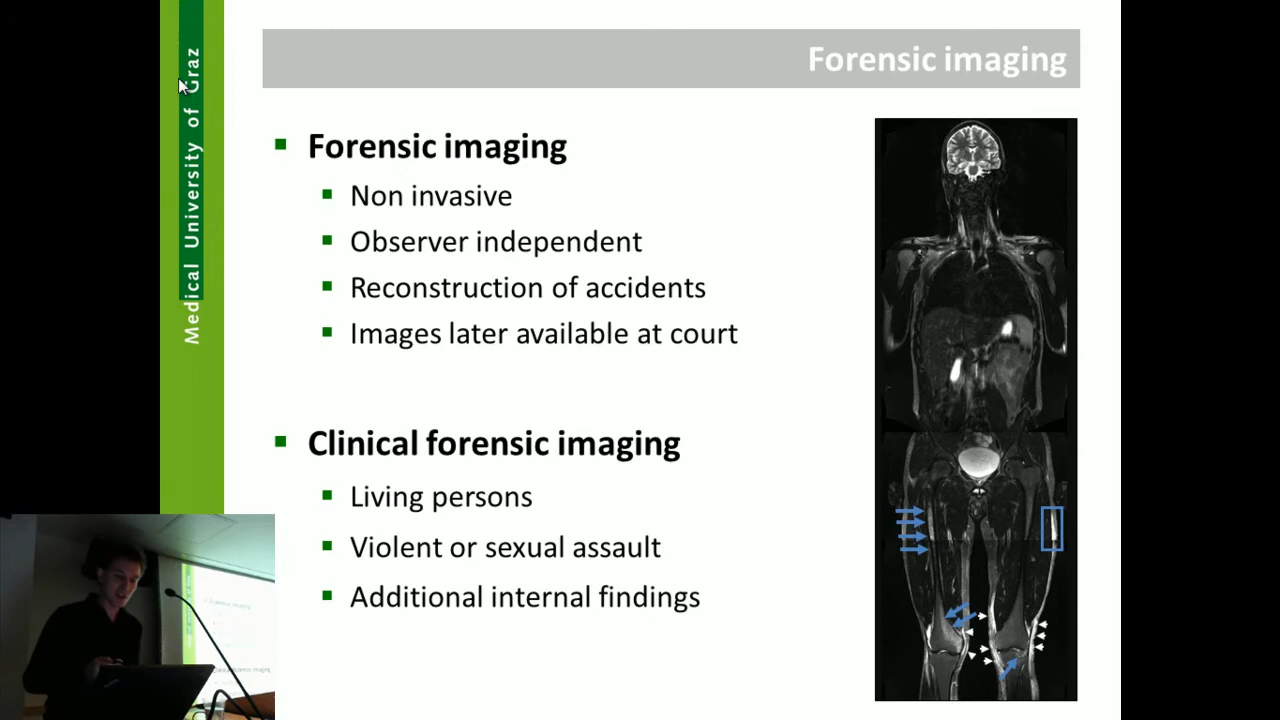 Forensic imaging
Medical University of Graz
Forensic imaging
Non invasive
Observer independent
Reconstruction of accidents
Images later available at court
Clinical forensic imaging
Living persons
Violent or sexual assault
Additional internal findings